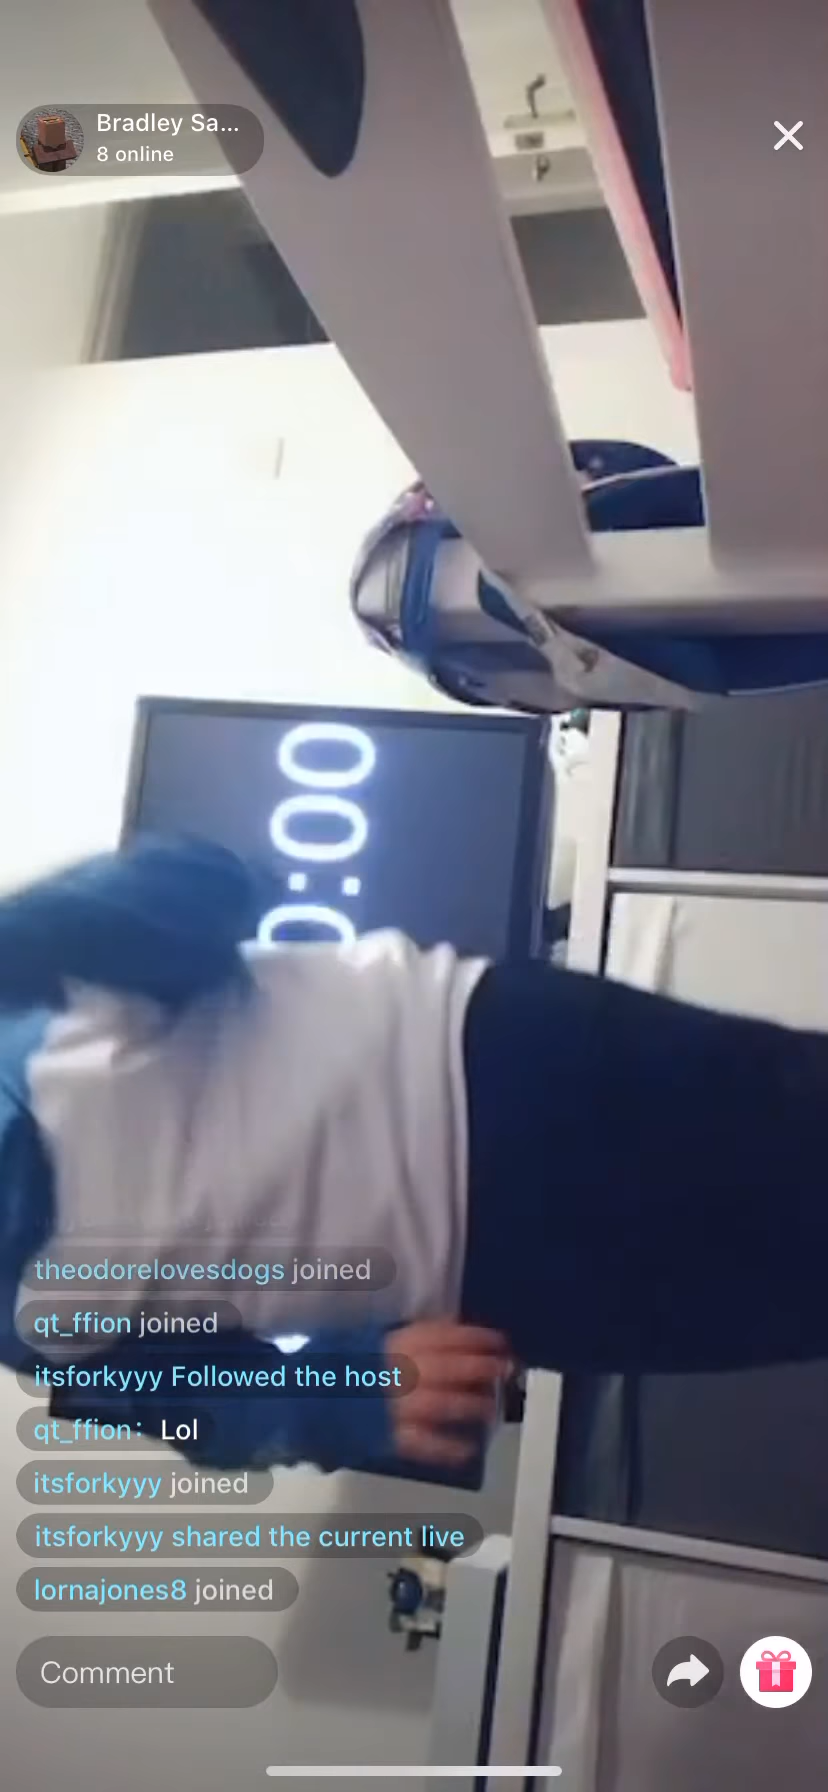 Bradley Sa...
8 online
0:00
theodorelovesdogs joined
qt_ffion joined
itsforkyyy Followed the host
qt_ffion: Lol
itsforkyyy joined
itsforkyyy shared the current live
lornajones8 joined
Comment